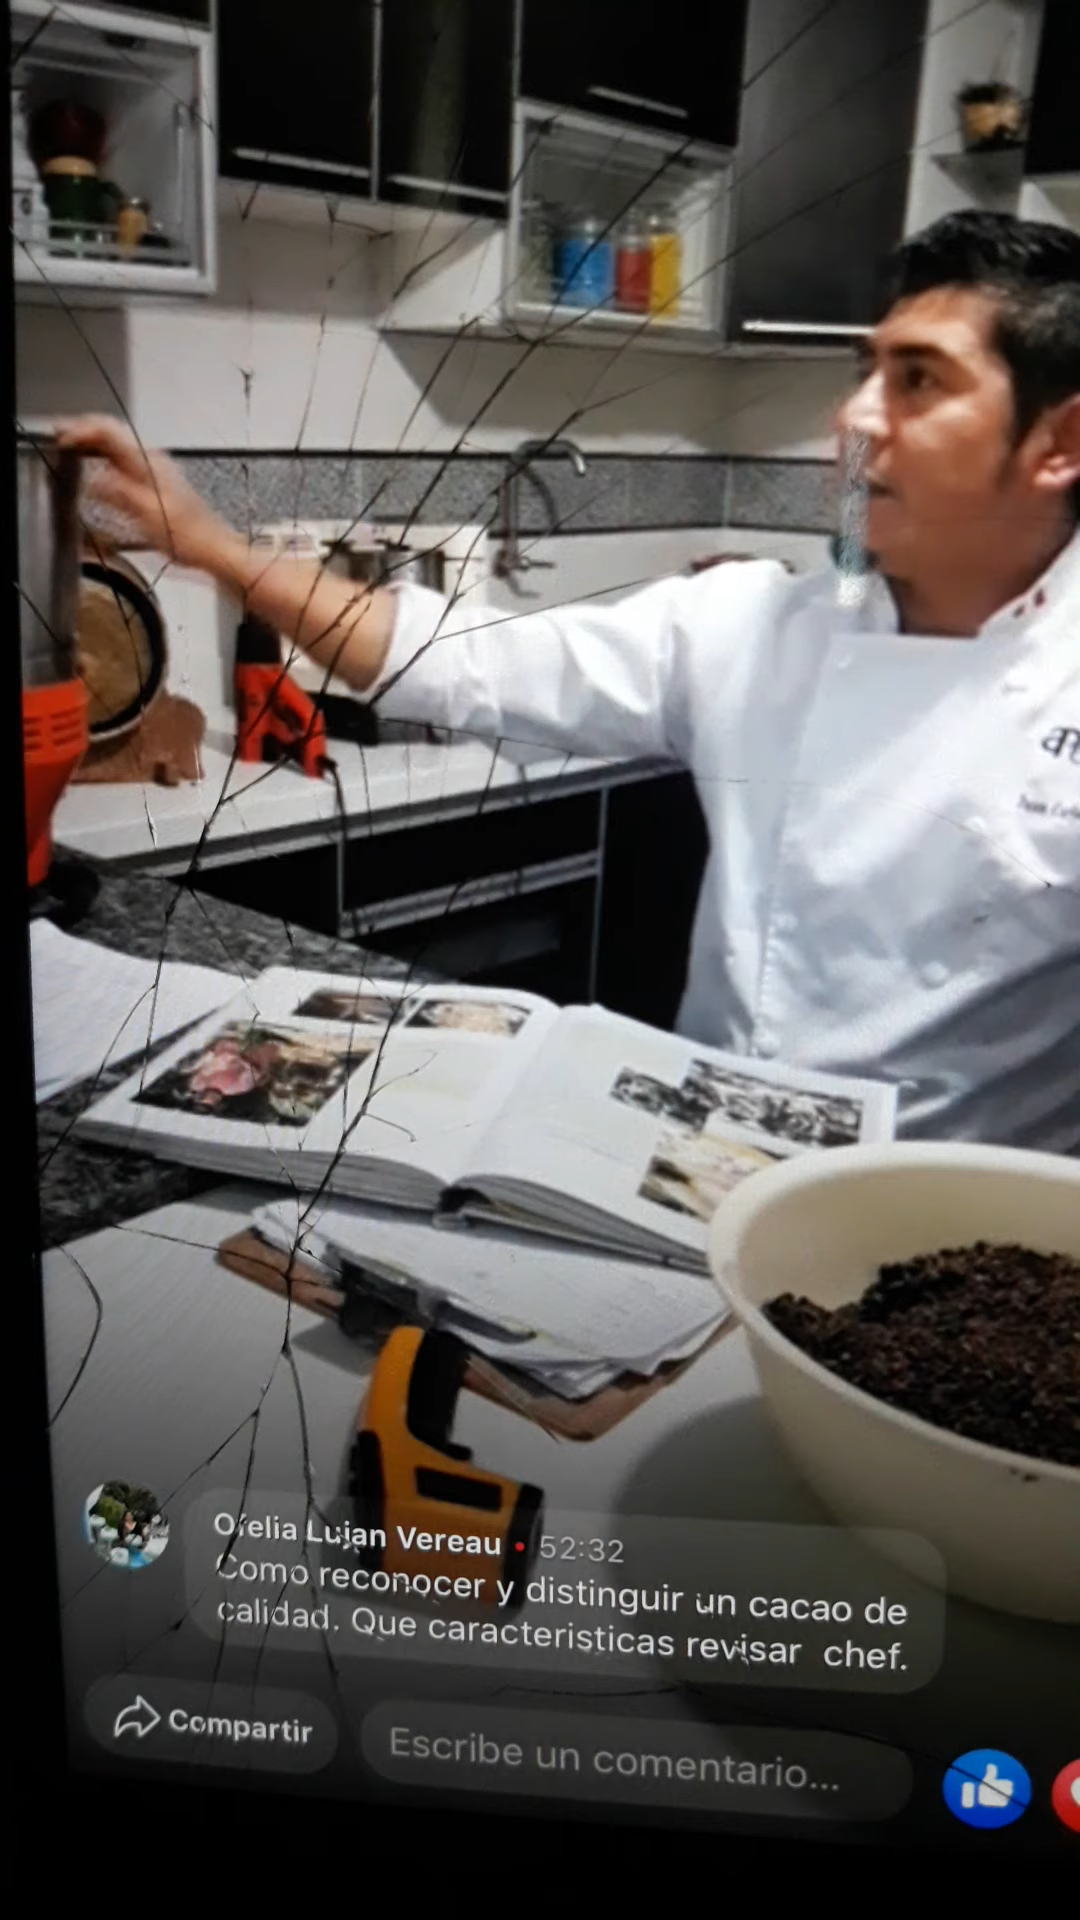 Ofelia Lujan Vereau • 52:32
Como reconocer y distinguir un cacao de
calidad. Que caracteristicas revisar  chef.
Compartir
Escribe un comentario...